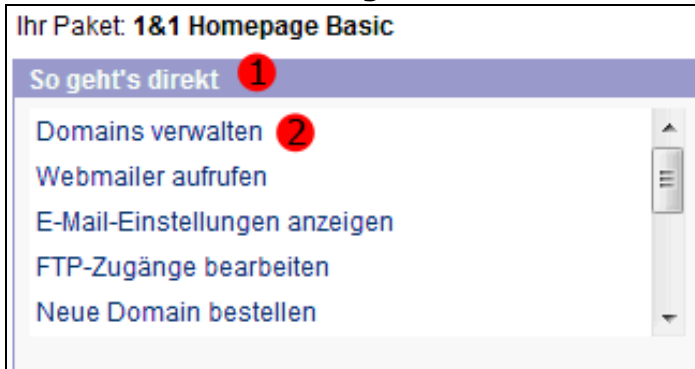 Ihr Paket: 1&1 Homepage Basic
So geht's direkt 1
Domains verwalten 2
Webmailer aufrufen
E-Mail-Einstellungen anzeigen
FTP-Zugänge bearbeiten
Neue Domain bestellen